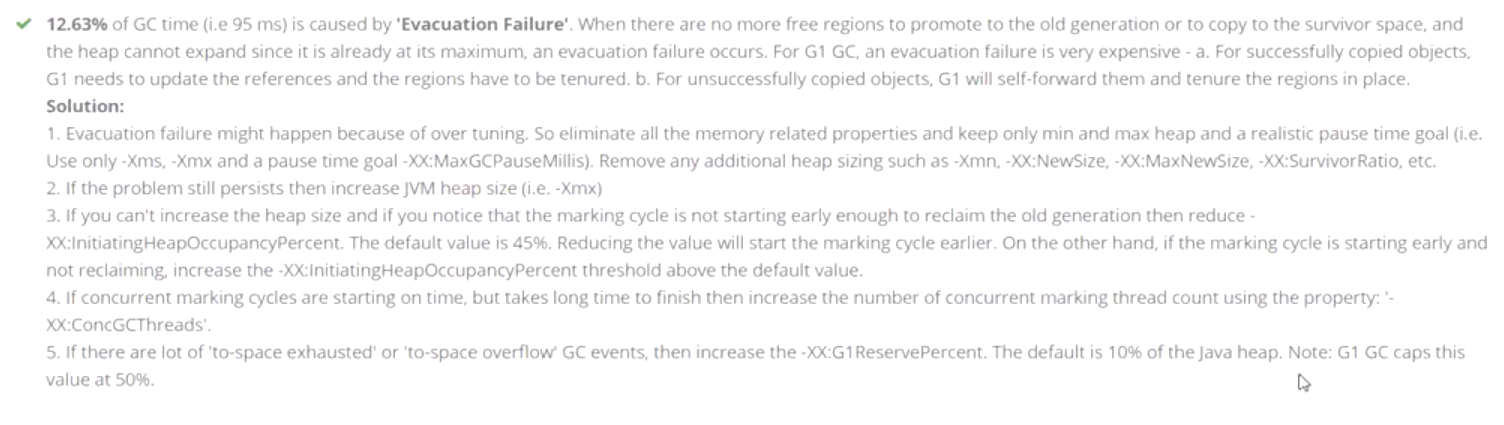 12.63% of GC time (i.e 95 ms) is caused by 'Evacuation Failure'. When there are no more free regions to promote to the old generation or to copy to the survivor space, and
the heap cannot expand since it is already at its maximum, an evacuation failure occurs. For G1 GC, an evacuation failure is very expensive - a. For successfully copied objects,
G1 needs to update the references and the regions have to be tenured. b. For unsuccessfully copied objects, G1 will self-forward them and tenure the regions in place.
Solution:
1. Evacuation failure might happen because of over tuning. So eliminate all the memory related properties and keep only min and max heap and a realistic pause time goal (i.e.
Use only -Xms, -Xmx and a pause time goal -XX:MaxGCPauseMillis). Remove any additional heap sizing such as -Xmn, -XX:NewSize, -XX:MaxNewSize, -XX:SurvivorRatio, etc.
2. If the problem still persists then increase JVM heap size (i.e. -Xmx)
3. If you can't increase the heap size and if you notice that the marking cycle is not starting early enough to reclaim the old generation then reduce -
XX:InitiatingHeapOccupancyPercent. The default value is 45%. Reducing the value will start the marking cycle earlier. On the other hand, if the marking cycle is starting early and
not reclaiming, increase the -XX:InitiatingHeapOccupancyPercent threshold above the default value.
4. If concurrent marking cycles are starting on time, but takes long time to finish then increase the number of concurrent marking thread count using the property: '-
XX:ConcGCThreads'.
5. If there are lot of 'to-space exhausted' or 'to-space overflow' GC events, then increase the -XX:G1ReservePercent. The default is 10% of the Java heap. Note: G1 GC caps this
value at 50%.